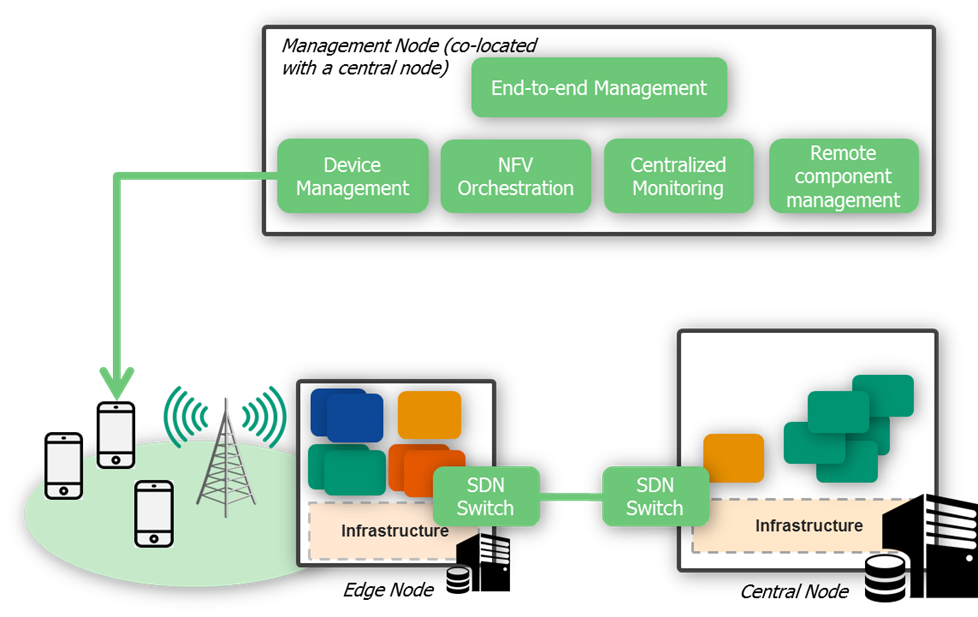 Management Node (co-located
with a central node)
End-to-end Management
Device
Management
NFV
Orchestration
Centralized
Monitoring
Remote
component
management
SDN
Switch
SDN
Switch
Infrastructure
Infrastructure
Edge Node
Central Node